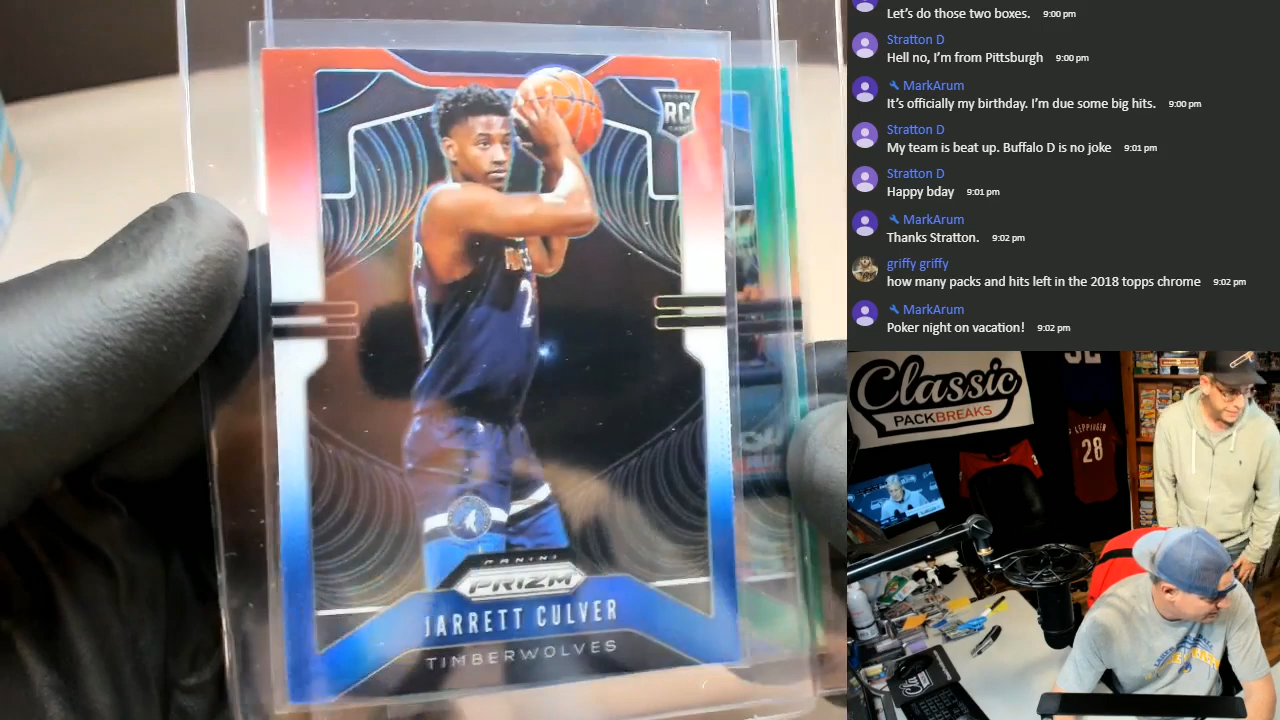 ROOKIE
RC
2
PANINI
PRIZM
JARRETT CULVER
TIMBERWOLVES
Let's do those two boxes. 9:00 pm
Stratton D
Hell no, I'm from Pittsburgh 9:00 pm
MarkArum
It's officially my birthday. I'm due some big hits. 9:00 pm
Stratton D
My team is beat up. Buffalo D is no joke 9:01 pm
Stratton D
Happy bday 9:01 pm
MarkArum
Thanks Stratton. 9:02 pm
griffy griffy
how many packs and hits left in the 2018 topps chrome 9:02 pm
MarkArum
Poker night on vacation! 9:02 pm
Classic
PACKBREAKS
LEPPINGER
28